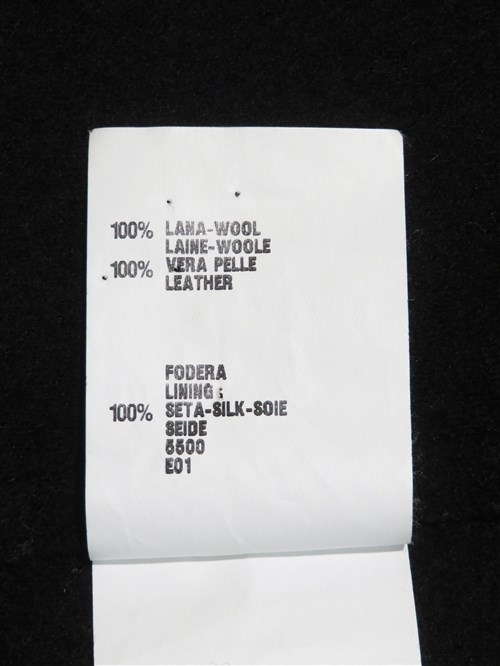 100% LANA-WOOL
LAINE-WOOLE
100% VERA PELLE
LEATHER
FODERA
LINING:
100% SETA-SILK-SOIE
SEIDE
5500
E01